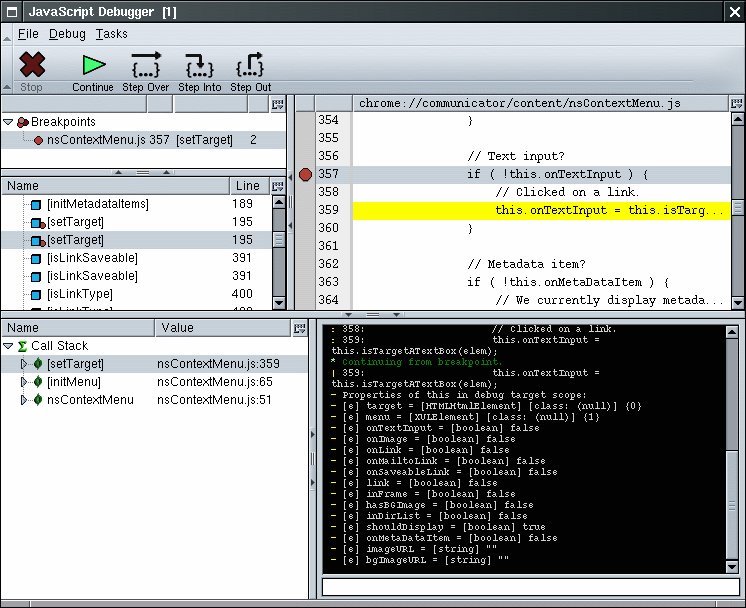 JavaScript Debugger [1]
File Debug Tasks
Stop Continue Step Over Step Into Step Out
Breakpoints
nsContextMenu.js 357 [setTarget] 2
Name Line
[initMetadataItems] 189
[setTarget] 195
[setTarget] 195
[isLinkSaveable] 391
[isLinkSaveable] 391
[isLinkType] 400
chrome://communicator/content/nsContextMenu.js
354 }
355
356 // Text input?
357 if ( !this.onTextInput ) {
358 // Clicked on a link.
359 this.onTextInput = this.isTarg...
360 }
361
362 // Metadata item?
363 if ( !this.onMetaDataItem ) {
364 // We currently display metada...
Name Value
Call Stack
[setTarget] nsContextMenu.js:359
[initMenu] nsContextMenu.js:65
nsContextMenu nsContextMenu.js:51
: 358: // Clicked on a link.
: 359: this.onTextInput =
this.isTargetATextBox(elem);
* Continuing from breakpoint.
| 359: this.onTextInput =
this.isTargetATextBox(elem);
- Properties of this in debug target scope:
- [e] target = [HTMLHtmlElement] [class: (null)] {0}
- [e] menu = [XULElement] [class: (null)] {1}
- [e] onTextInput = [boolean] false
- [e] onImage = [boolean] false
- [e] onLink = [boolean] false
- [e] onMailtoLink = [boolean] false
- [e] onSaveableLink = [boolean] false
- [e] link = [boolean] false
- [e] inFrame = [boolean] false
- [e] hasBGImage = [boolean] false
- [e] inDirList = [boolean] false
- [e] shouldDisplay = [boolean] true
- [e] onMetaDataItem = [boolean] false
- [e] imageURL = [string] ""
- [e] bgImageURL = [string] ""